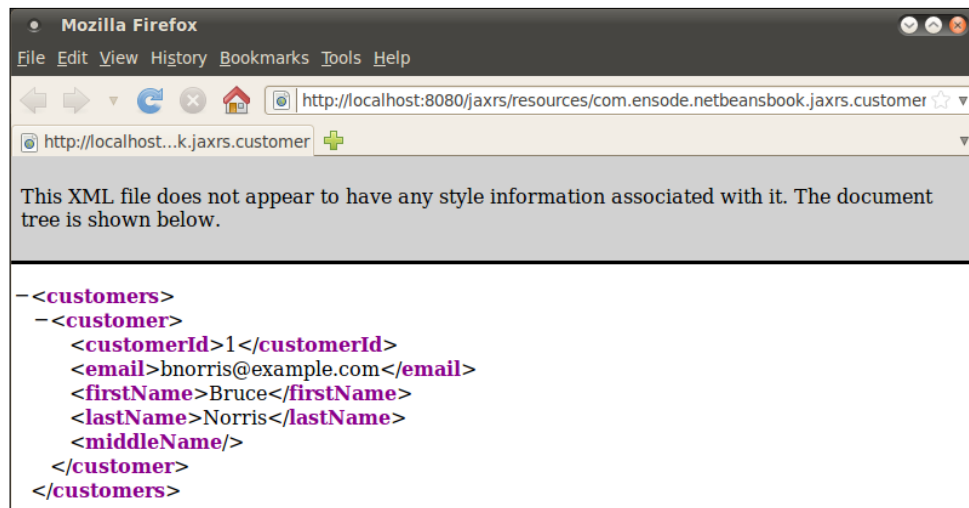 Mozilla Firefox
File Edit View History Bookmarks Tools Help
http://localhost:8080/jaxrs/resources/com.ensode.netbeansbook.jaxrs.customer
http://localhost...k.jaxrs.customer
This XML file does not appear to have any style information associated with it. The document
tree is shown below.
−<customers>
−<customer>
<customerId>1</customerId>
<email>bnorris@example.com</email>
<firstName>Bruce</firstName>
<lastName>Norris</lastName>
<middleName/>
</customer>
</customers>